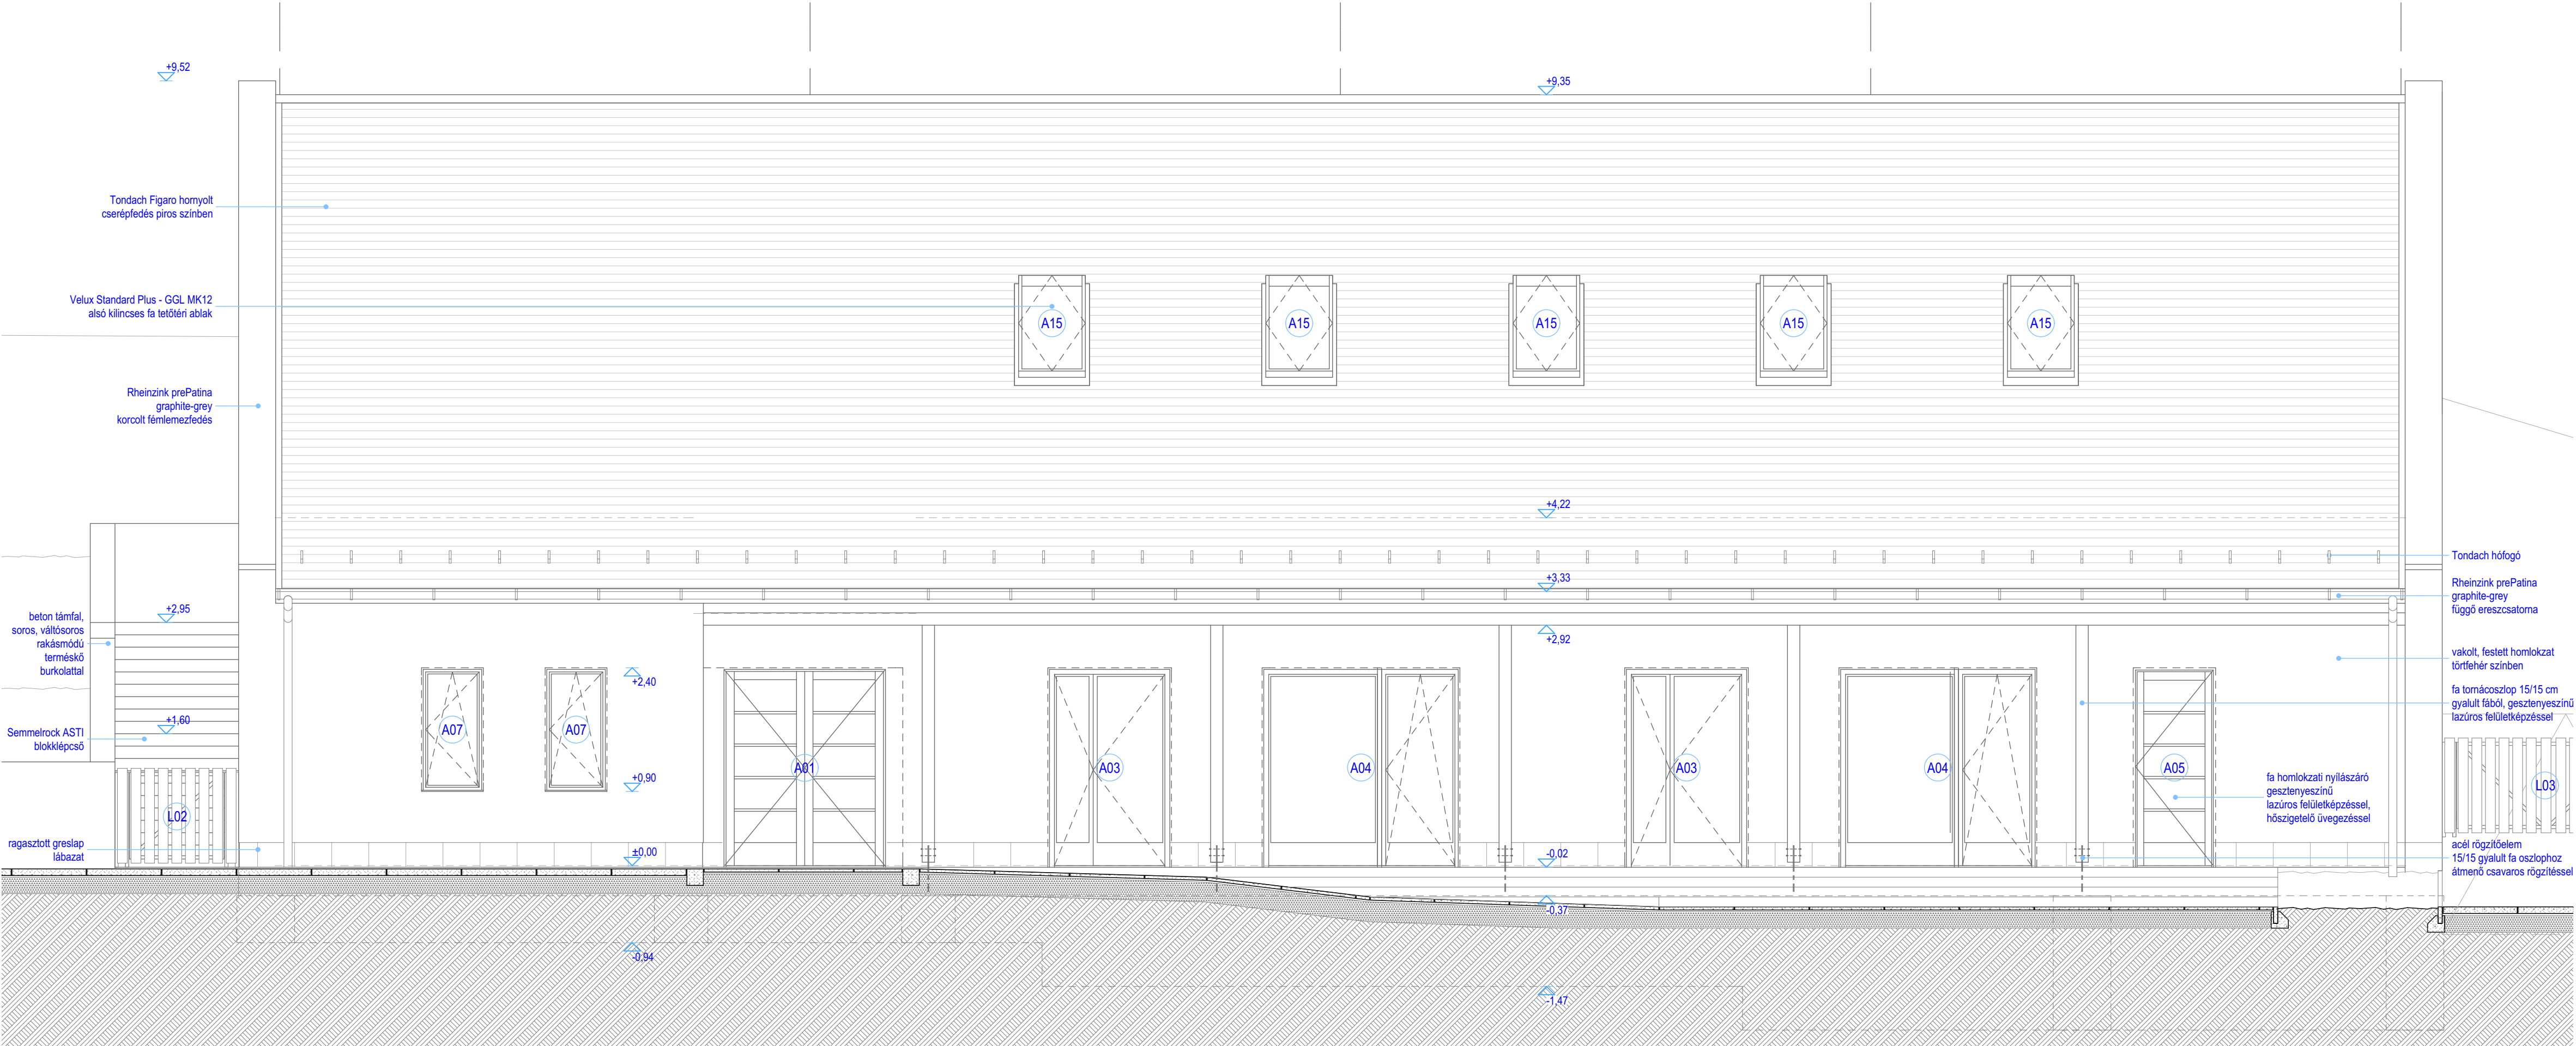 +9,52
+9,35
Tondach Figaro hornyolt
cserépfedés piros színben
Velux Standard Plus - GGL MK12
alsó kilincses fa tetőtéri ablak
A15
A15
A15
A15
A15
Rheinzink prePatina
graphite-grey
korcolt fémlemezfedés
+4,22
Tondach hófogó
+3,33
Rheinzink prePatina
graphite-grey
függő ereszcsatorna
+2,95
beton támfal,
soros, váltósoros
rakásmódú
terméskő
burkolattal
+2,92
vakolt, festett homlokzat
törtfehér színben
+2,40
fa tornácoszlop 15/15 cm
gyalult fából, gesztenyeszínű
lazúros felületképzéssel
+1,60
Semmelrock ASTI
blokklépcső
A07
A07
A01
A03
A04
A03
A04
A05
+0,90
fa homlokzati nyílászáró
gesztenyeszínű
lazúros felületképzéssel,
hőszigetelő üvegezéssel
L03
L02
ragasztott greslap
lábazat
±0,00
-0,02
acél rögzítőelem
15/15 gyalult fa oszlophoz
átmenő csavaros rögzítéssel
-0,37
-0,94
-1,47